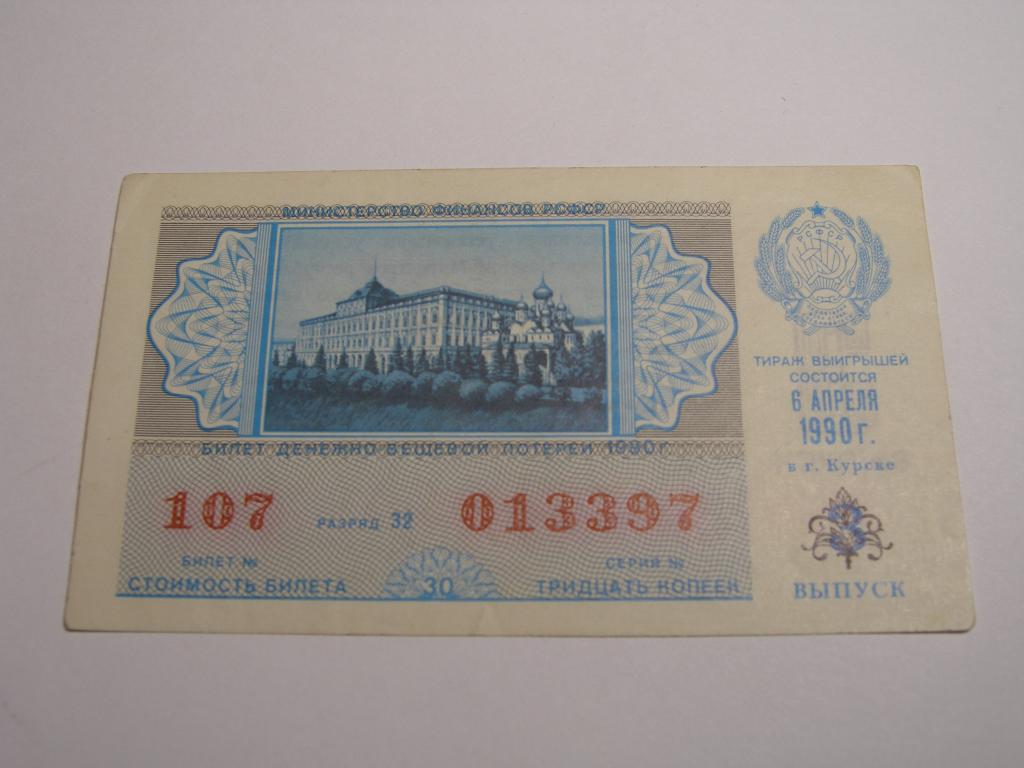 МИНИСТЕРСТВО ФИНАНСОВ РСФСР
РСФСР
ТИРАЖ ВЫИГРЫШЕЙ
СОСТОИТСЯ
6 АПРЕЛЯ
1990 г.
в г. Курске
БИЛЕТ ДЕНЕЖНО-ВЕЩЕВОЙ ЛОТЕРЕИ 1990 г.
107 РАЗРЯД 32 013397
БИЛЕТ № СЕРИЯ №
СТОИМОСТЬ БИЛЕТА 30 ТРИДЦАТЬ КОПЕЕК
ВЫПУСК